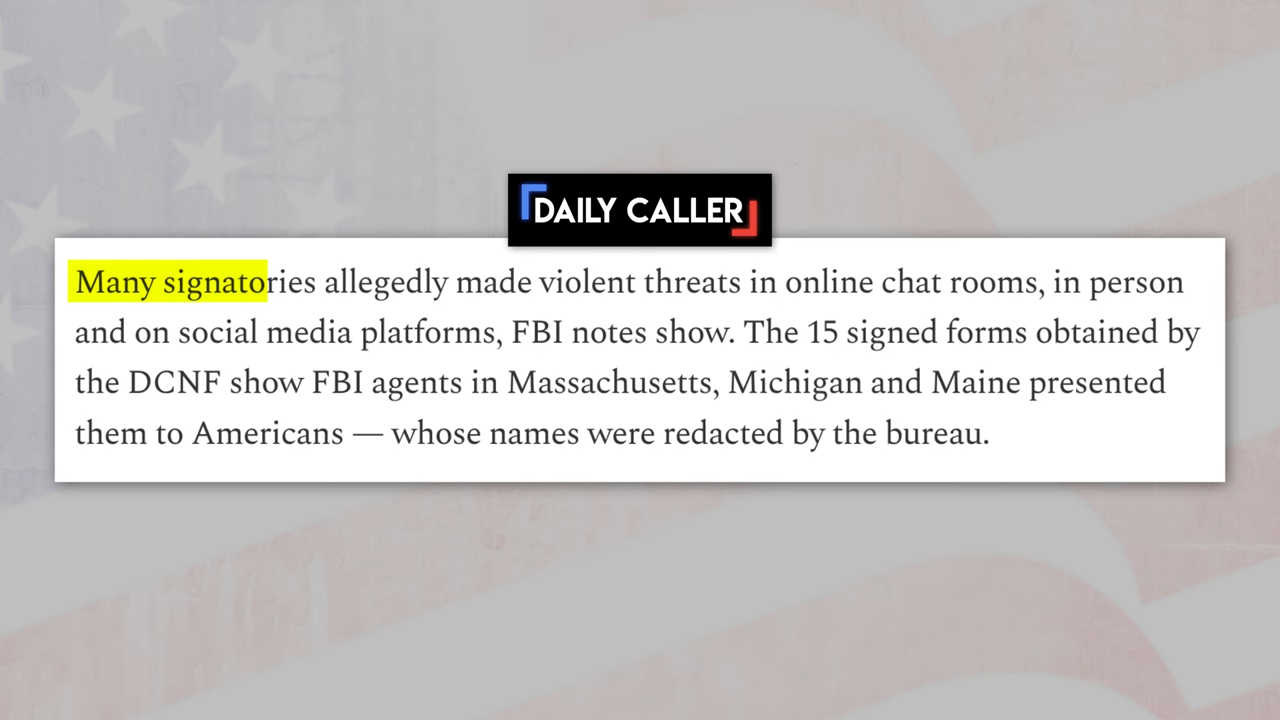 DAILY CALLER
Many signatories allegedly made violent threats in online chat rooms, in person
and on social media platforms, FBI notes show. The 15 signed forms obtained by
the DCNF show FBI agents in Massachusetts, Michigan and Maine presented
them to Americans — whose names were redacted by the bureau.